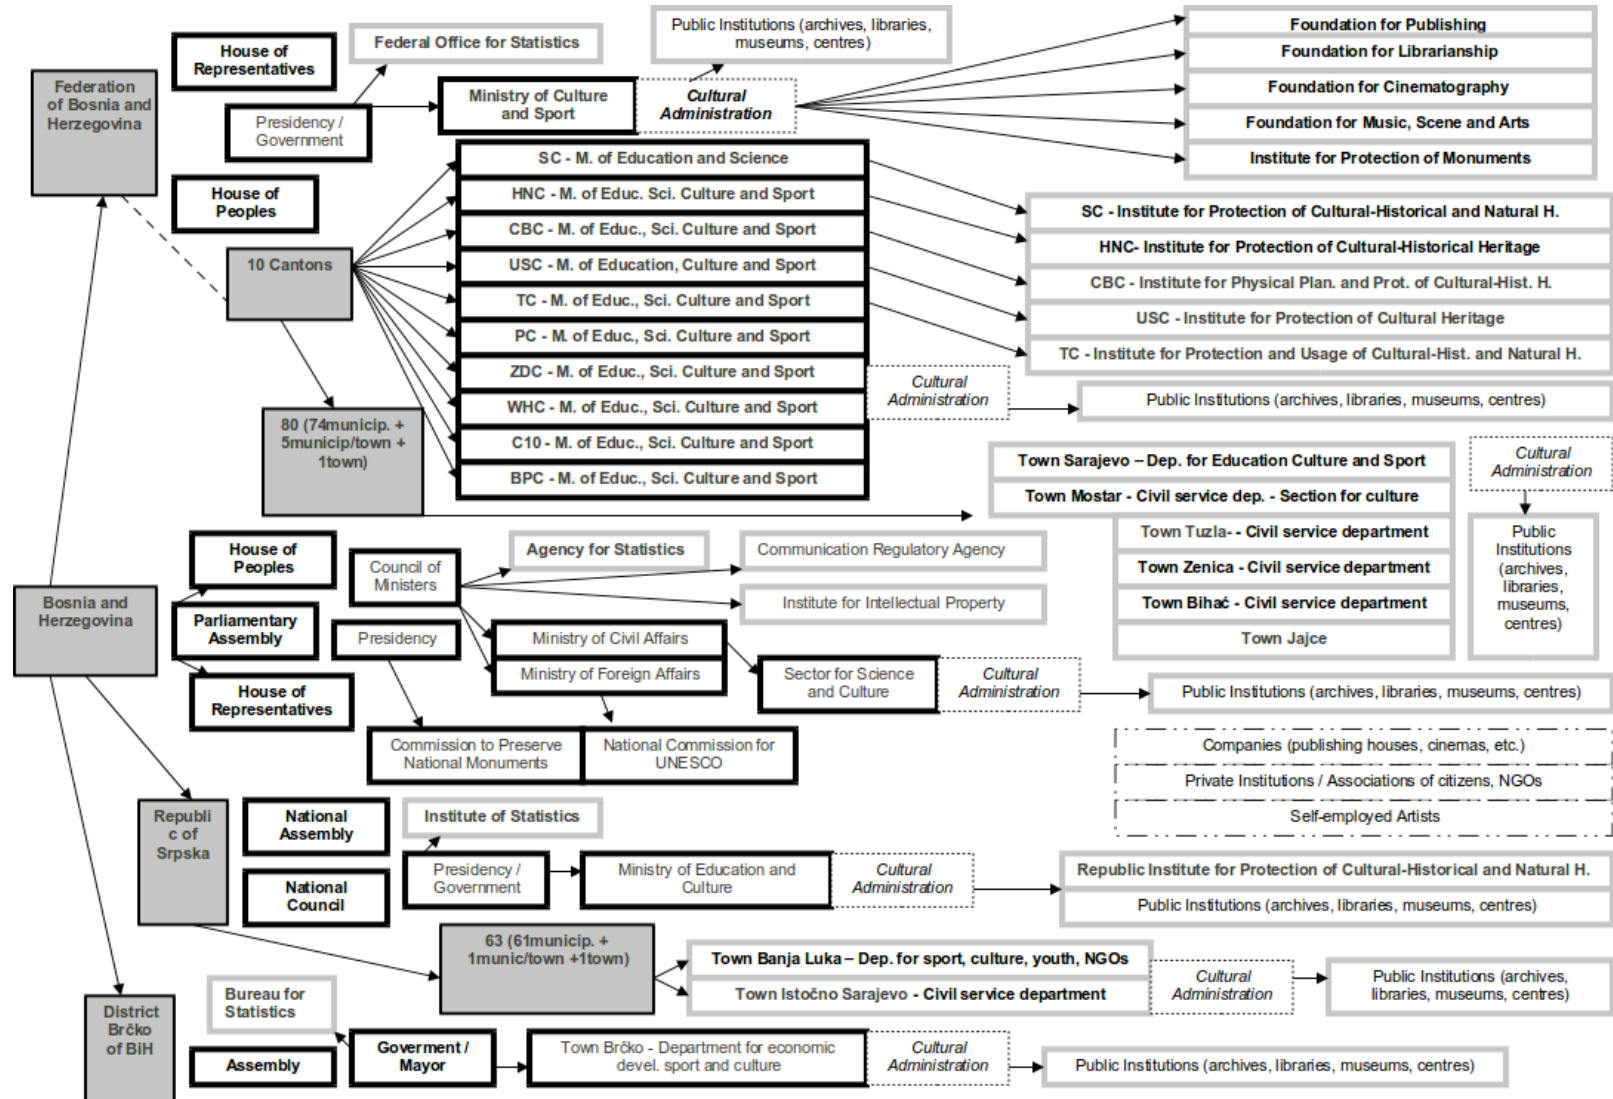 Federation
of Bosnia and
Herzegovina
House of
Representatives
Federal Office for Statistics
Public Institutions (archives, libraries,
museums, centres)
Presidency /
Government
Ministry of Culture
and Sport
Cultural
Administration
Foundation for Publishing
Foundation for Librarianship
Foundation for Cinematography
Foundation for Music, Scene and Arts
Institute for Protection of Monuments
House of
Peoples
10 Cantons
SC - M. of Education and Science
HNC - M. of Educ. Sci. Culture and Sport
CBC - M. of Educ., Sci. Culture and Sport
USC - M. of Education, Culture and Sport
TC - M. of Educ., Sci. Culture and Sport
PC - M. of Educ., Sci. Culture and Sport
ZDC - M. of Educ., Sci. Culture and Sport
WHC - M. of Educ., Sci. Culture and Sport
C10 - M. of Educ., Sci. Culture and Sport
BPC - M. of Educ., Sci. Culture and Sport
SC - Institute for Protection of Cultural-Historical and Natural H.
HNC- Institute for Protection of Cultural-Historical Heritage
CBC - Institute for Physical Plan. and Prot. of Cultural-Hist. H.
USC - Institute for Protection of Cultural Heritage
TC - Institute for Protection and Usage of Cultural-Hist. and Natural H.
Cultural
Administration
Public Institutions (archives, libraries, museums, centres)
80 (74municip. +
5municip/town +
1town)
Town Sarajevo – Dep. for Education Culture and Sport
Town Mostar - Civil service dep. - Section for culture
Town Tuzla- - Civil service department
Town Zenica - Civil service department
Town Bihać - Civil service department
Town Jajce
Cultural
Administration
Public
Institutions
(archives,
libraries,
museums,
centres)
Bosnia and
Herzegovina
House of
Peoples
Parliamentary
Assembly
House of
Representatives
Council of
Ministers
Presidency
Agency for Statistics
Communication Regulatory Agency
Institute for Intellectual Property
Ministry of Civil Affairs
Ministry of Foreign Affairs
Sector for Science
and Culture
Cultural
Administration
Public Institutions (archives, libraries, museums, centres)
Commission to Preserve
National Monuments
National Commission for
UNESCO
Companies (publishing houses, cinemas, etc.)
Private Institutions / Associations of citizens, NGOs
Self-employed Artists
Republi
c of
Srpska
National
Assembly
National
Council
Institute of Statistics
Presidency /
Government
Ministry of Education and
Culture
Cultural
Administration
Republic Institute for Protection of Cultural-Historical and Natural H.
Public Institutions (archives, libraries, museums, centres)
63 (61municip. +
1munic/town +1town)
Town Banja Luka – Dep. for sport, culture, youth, NGOs
Town Istočno Sarajevo - Civil service department
Cultural
Administration
Public Institutions (archives,
libraries, museums, centres)
District
Brčko
of BiH
Bureau for
Statistics
Assembly
Goverment /
Mayor
Town Brčko - Department for economic
devel. sport and culture
Cultural
Administration
Public Institutions (archives, libraries, museums, centres)